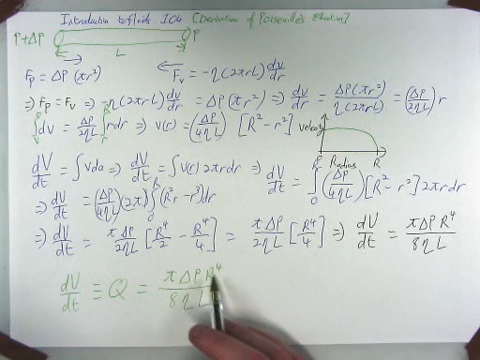 Introduction to fluids 104 [Derivation of Poiseuille's Equation]
P+ΔP P
L
F_p = ΔP(πr²) F_v = -η(2πrL) dv/dr
⇒ F_p = F_v ⇒ -η(2πrL) dv/dr = ΔP(πr²) ⇒ dv/dr = ΔP(πr²)/η(2πrL) = (ΔP/2ηL) r
∫dv = ΔP/2ηL ∫ r dr ⇒ v(r) = (ΔP/4ηL) [R² - r²] Velocity
R Radius R
dV/dt = ∫ v da ⇒ dV/dt = ∫ v( ) 2πr dr ⇒ dV/dt = ∫₀ᴿ (ΔP/4ηL) [R² - r²] 2πr dr
⇒ dV/dt = (ΔP/4ηL)(2π) ∫₀ᴿ (R²r - r³) dr
⇒ dV/dt = πΔP/2ηL [R⁴/2 - R⁴/4] = πΔP/2ηL [R⁴/4] ⇒ dV/dt = πΔPR⁴/8ηL
dV/dt ≡ Q = πΔPR⁴/8ηL